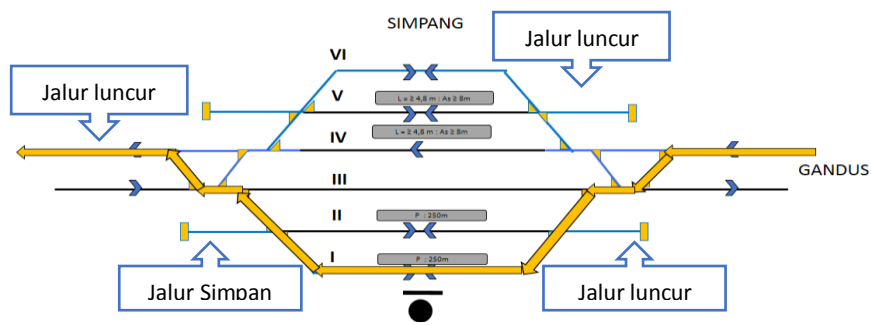 SIMPANG
Jalur luncur
VI
Jalur luncur
V
L = ≥ 4,8 m : As ≥ 8m
L = ≥ 4,8 m : As ≥ 8m
IV
GANDUS
III
II
P : 250m
I
P : 250m
Jalur Simpan
Jalur luncur